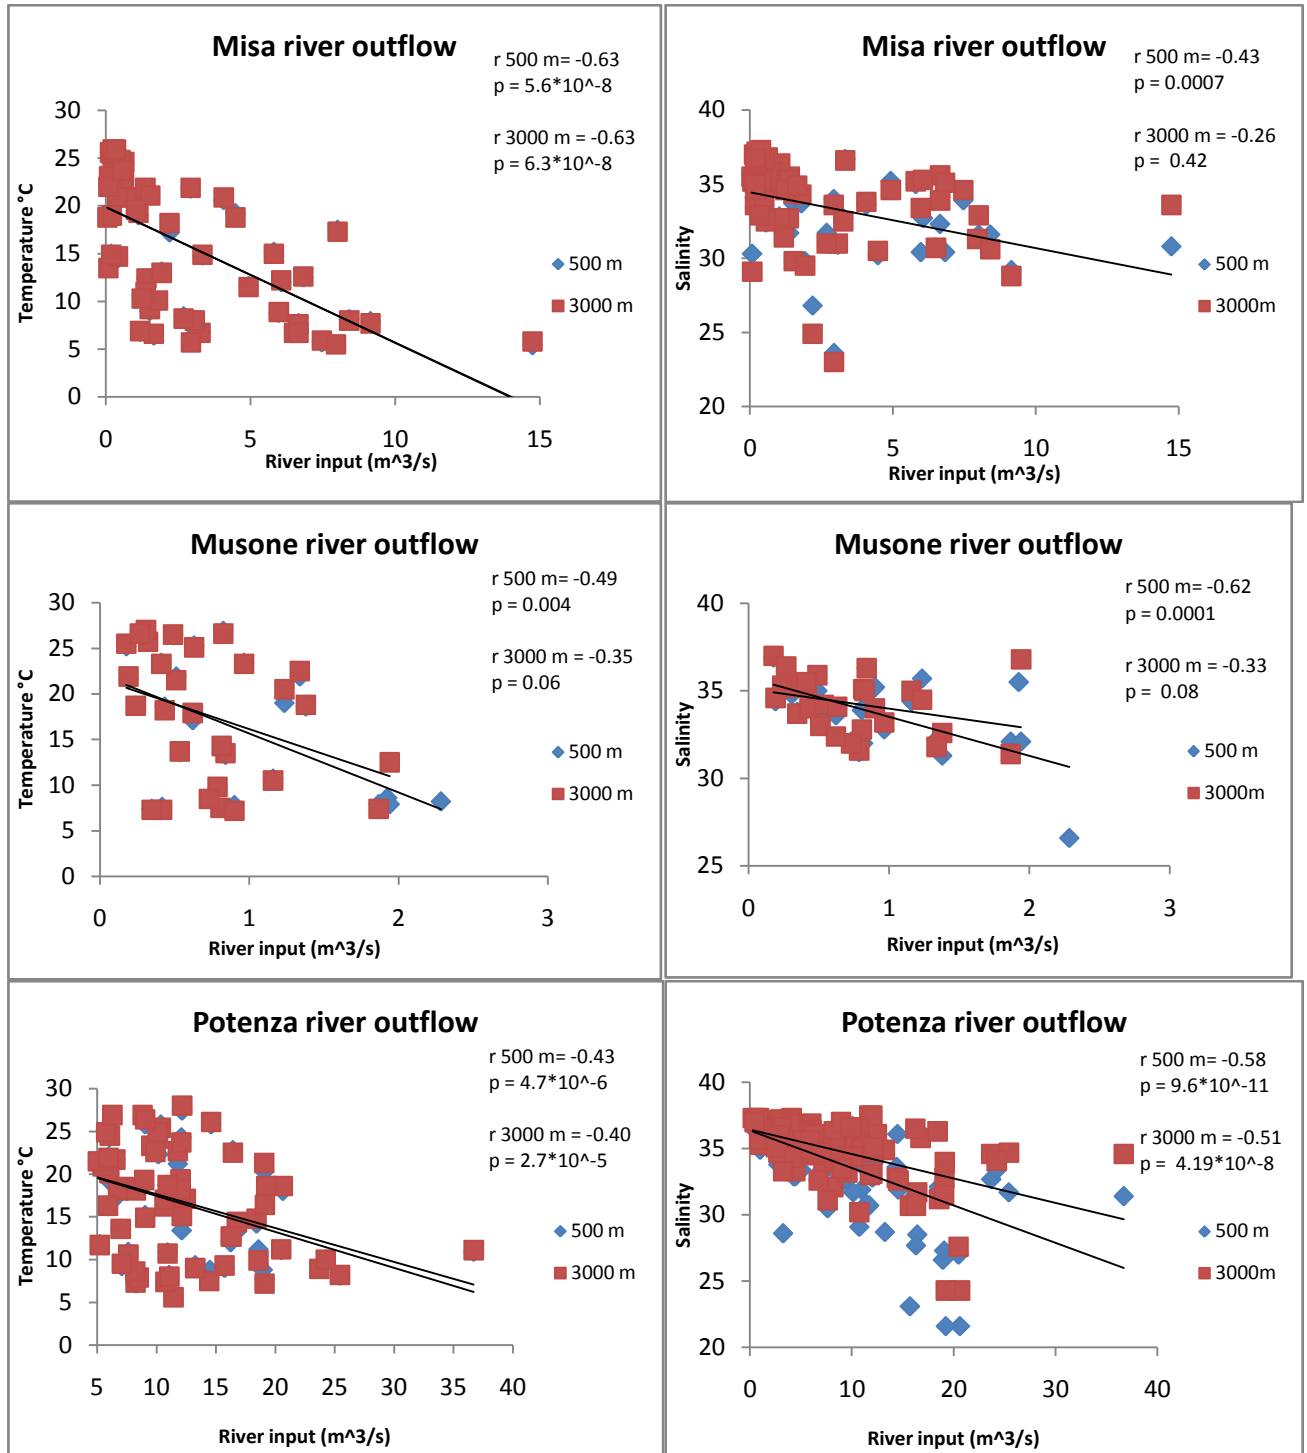 Misa river outflow
r 500 m= -0.63
p = 5.6*10^-8
r 3000 m = -0.63
p = 6.3*10^-8
30
25
20
15
10
5
0
Temperature °C
0 5 10 15
River input (m^3/s)
500 m
3000 m
Misa river outflow
r 500 m= -0.43
p = 0.0007
r 3000 m = -0.26
p = 0.42
40
35
30
25
20
Salinity
0 5 10 15
River input (m^3/s)
500 m
3000m
Musone river outflow
r 500 m= -0.49
p = 0.004
r 3000 m = -0.35
p = 0.06
30
25
20
15
10
5
0
Temperature °C
0 1 2 3
River input (m^3/s)
500 m
3000 m
Musone river outflow
r 500 m= -0.62
p = 0.0001
r 3000 m = -0.33
p = 0.08
40
35
30
25
Salinity
0 1 2 3
River input (m^3/s)
500 m
3000m
Potenza river outflow
r 500 m= -0.43
p = 4.7*10^-6
r 3000 m = -0.40
p = 2.7*10^-5
30
25
20
15
10
5
0
Temperature °C
5 10 15 20 25 30 35 40
River input (m^3/s)
500 m
3000 m
Potenza river outflow
r 500 m= -0.58
p = 9.6*10^-11
r 3000 m = -0.51
p = 4.19*10^-8
40
35
30
25
20
Salinity
0 10 20 30 40
River input (m^3/s)
500 m
3000m